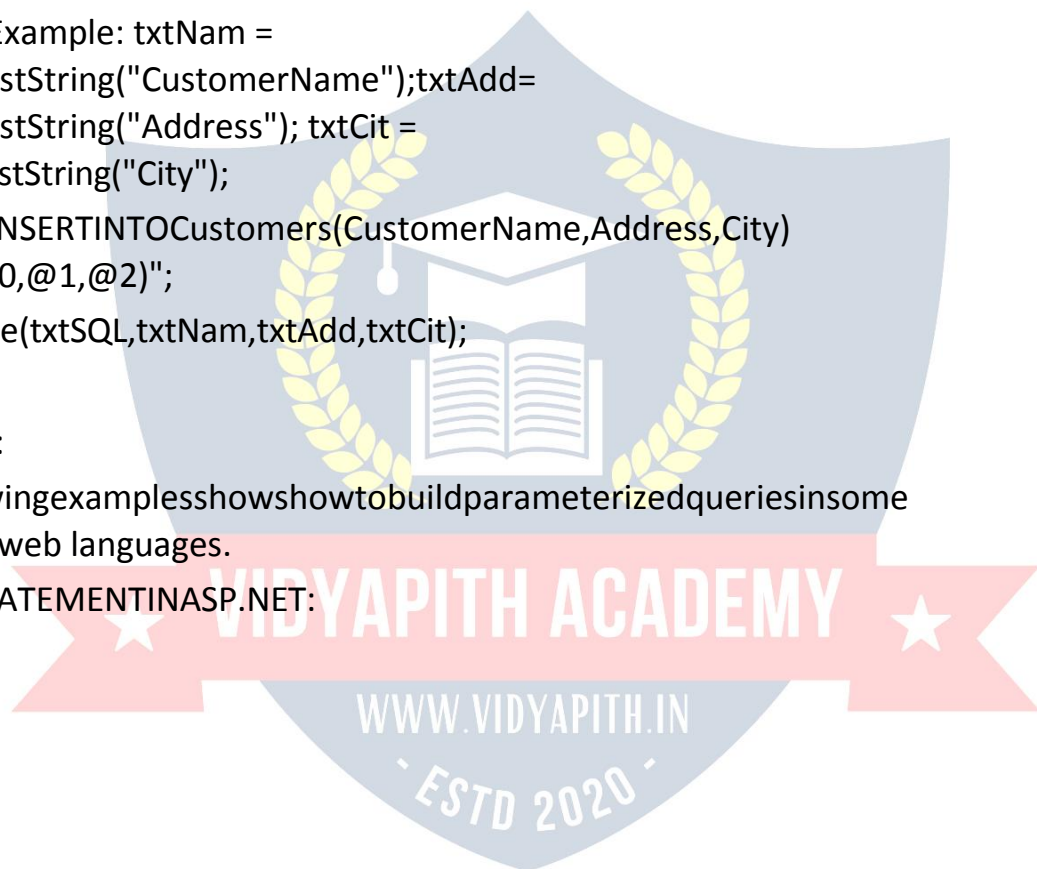 Example: txtNam =
stString("CustomerName");txtAdd=
stString("Address"); txtCit =
stString("City");
NSERTINTOCustomers(CustomerName,Address,City)
0,@1,@2)";
e(txtSQL,txtNam,txtAdd,txtCit);
:
vingexamplesshowshowtobuildparameterizedqueriesinsome
web languages.
ATEMENTINASP.NET:
VIDYAPITH ACADEMY
WWW.VIDYAPITH.IN
- ESTD 2020 -